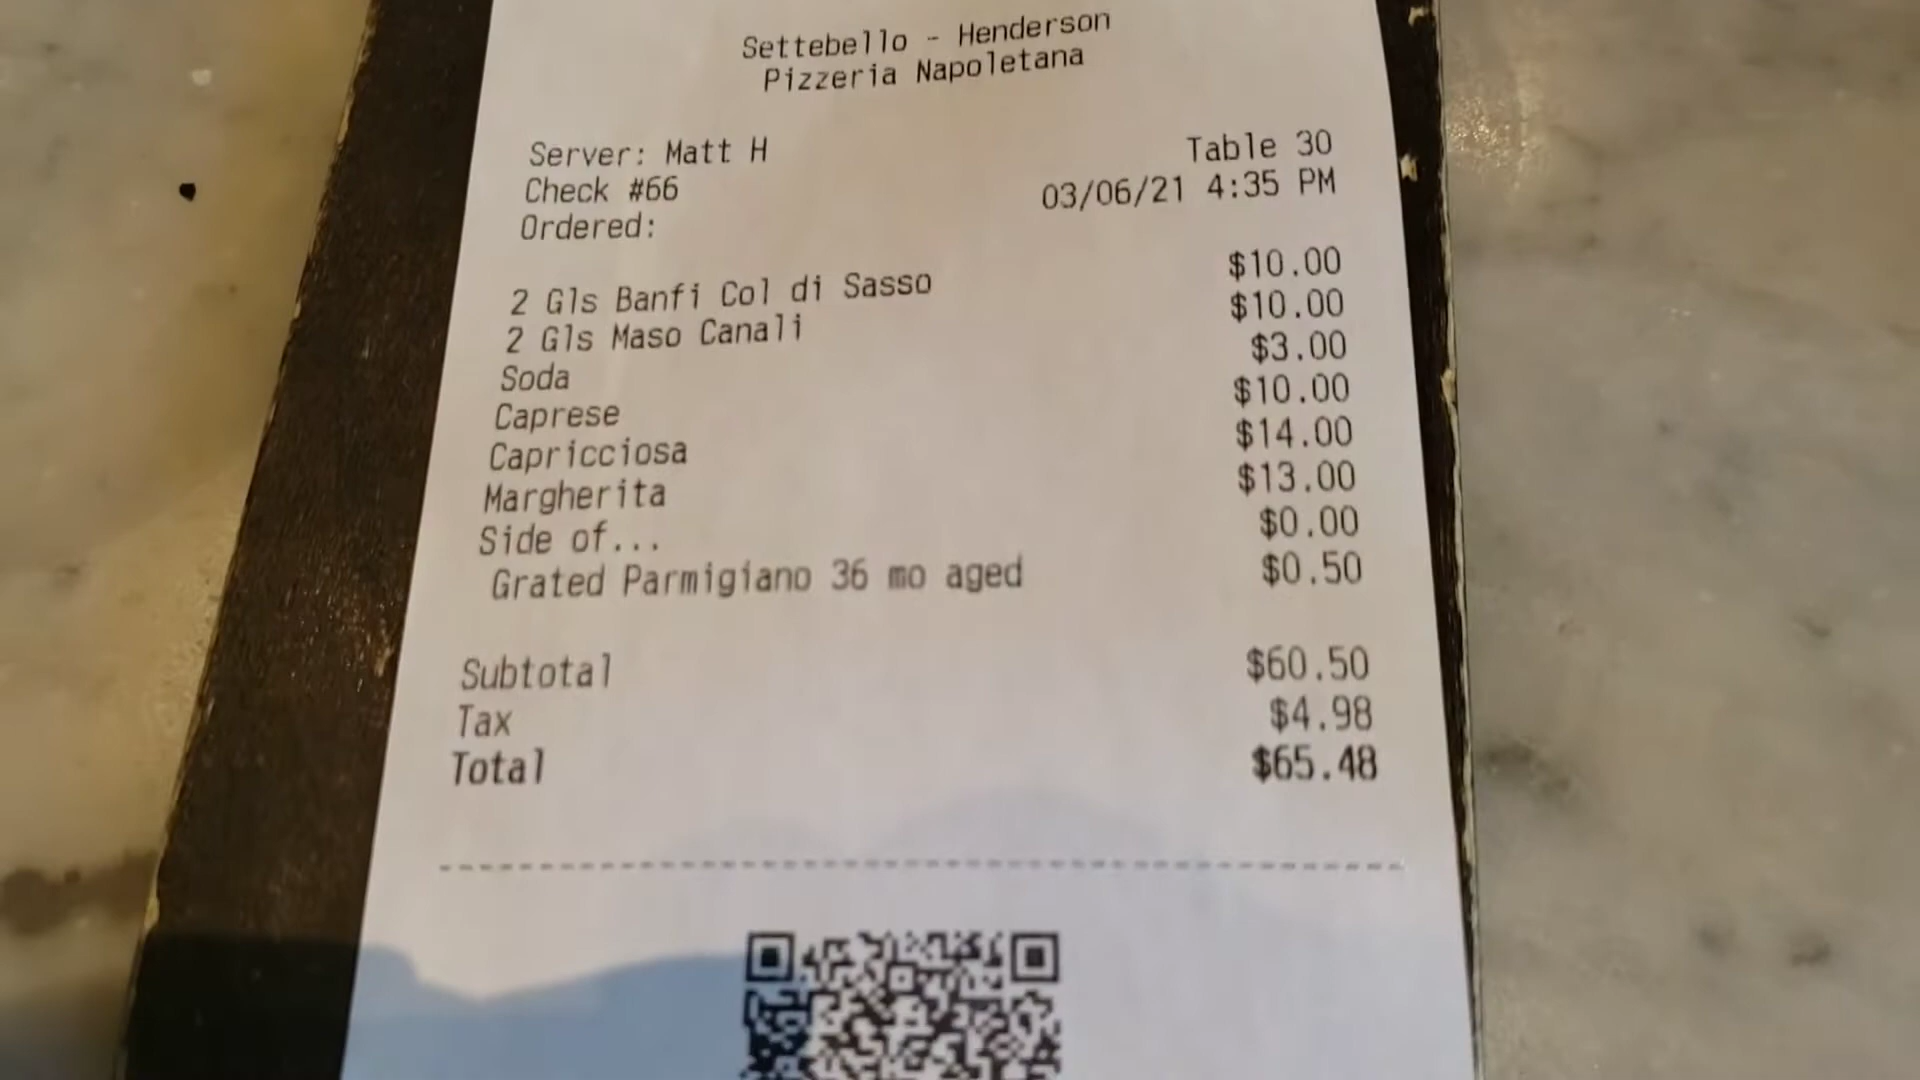 Settebello - Henderson
Pizzeria Napoletana
Server: Matt H Table 30
Check #66 03/06/21 4:35 PM
Ordered:
2 Gls Banfi Col di Sasso $10.00
2 Gls Maso Canali $10.00
Soda $3.00
Caprese $10.00
Capricciosa $14.00
Margherita $13.00
Side of... $0.00
Grated Parmigiano 36 mo aged $0.50
Subtotal $60.50
Tax $4.98
Total $65.48